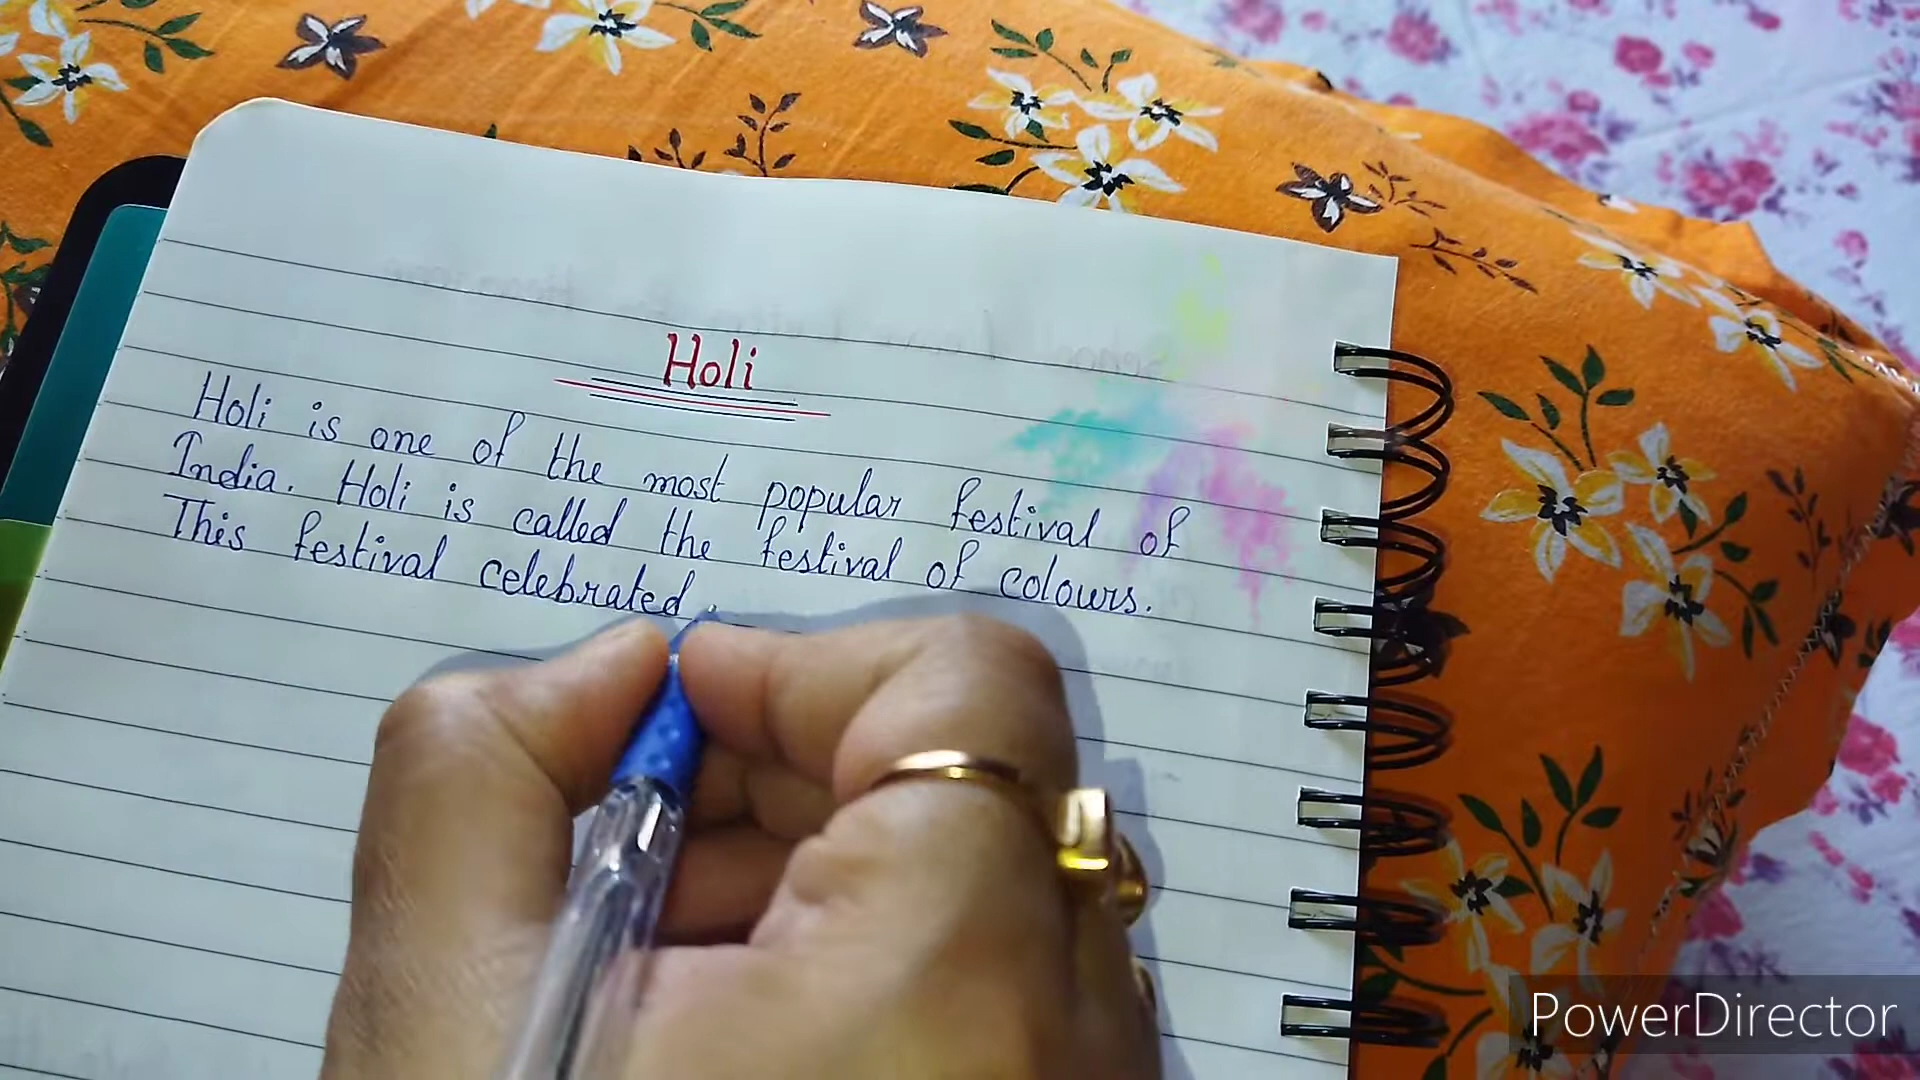 Holi
Holi is one of the most popular festival of
India. Holi is called the festival of colours.
This festival celebrated
PowerDirector